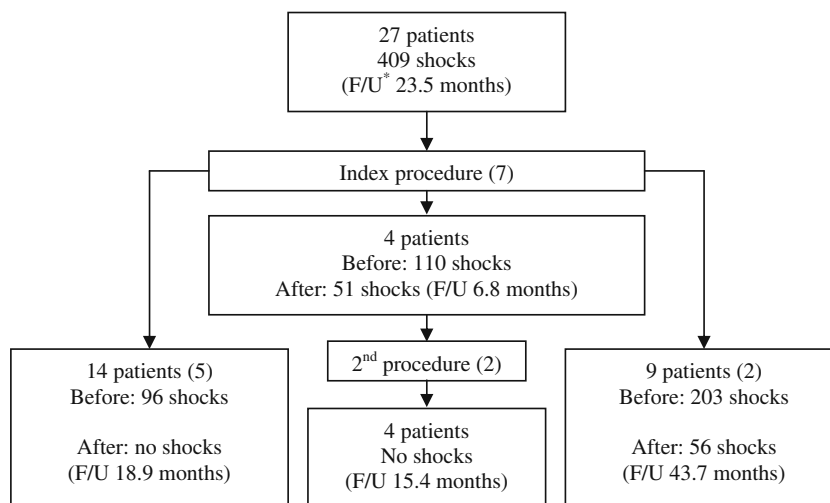 27 patients
409 shocks
(F/U* 23.5 months)
Index procedure (7)
4 patients
Before: 110 shocks
After: 51 shocks (F/U 6.8 months)
14 patients (5)
Before: 96 shocks
After: no shocks
(F/U 18.9 months)
2nd procedure (2)
4 patients
No shocks
(F/U 15.4 months)
9 patients (2)
Before: 203 shocks
After: 56 shocks
(F/U 43.7 months)